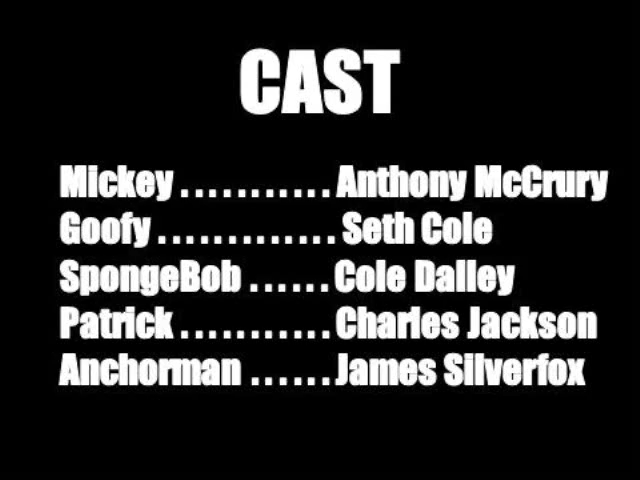 CAST
Mickey ........... Anthony McCrury
Goofy ............. Seth Cole
SpongeBob ...... Cole Dalley
Patrick ........... Charles Jackson
Anchorman ...... James Silverfox